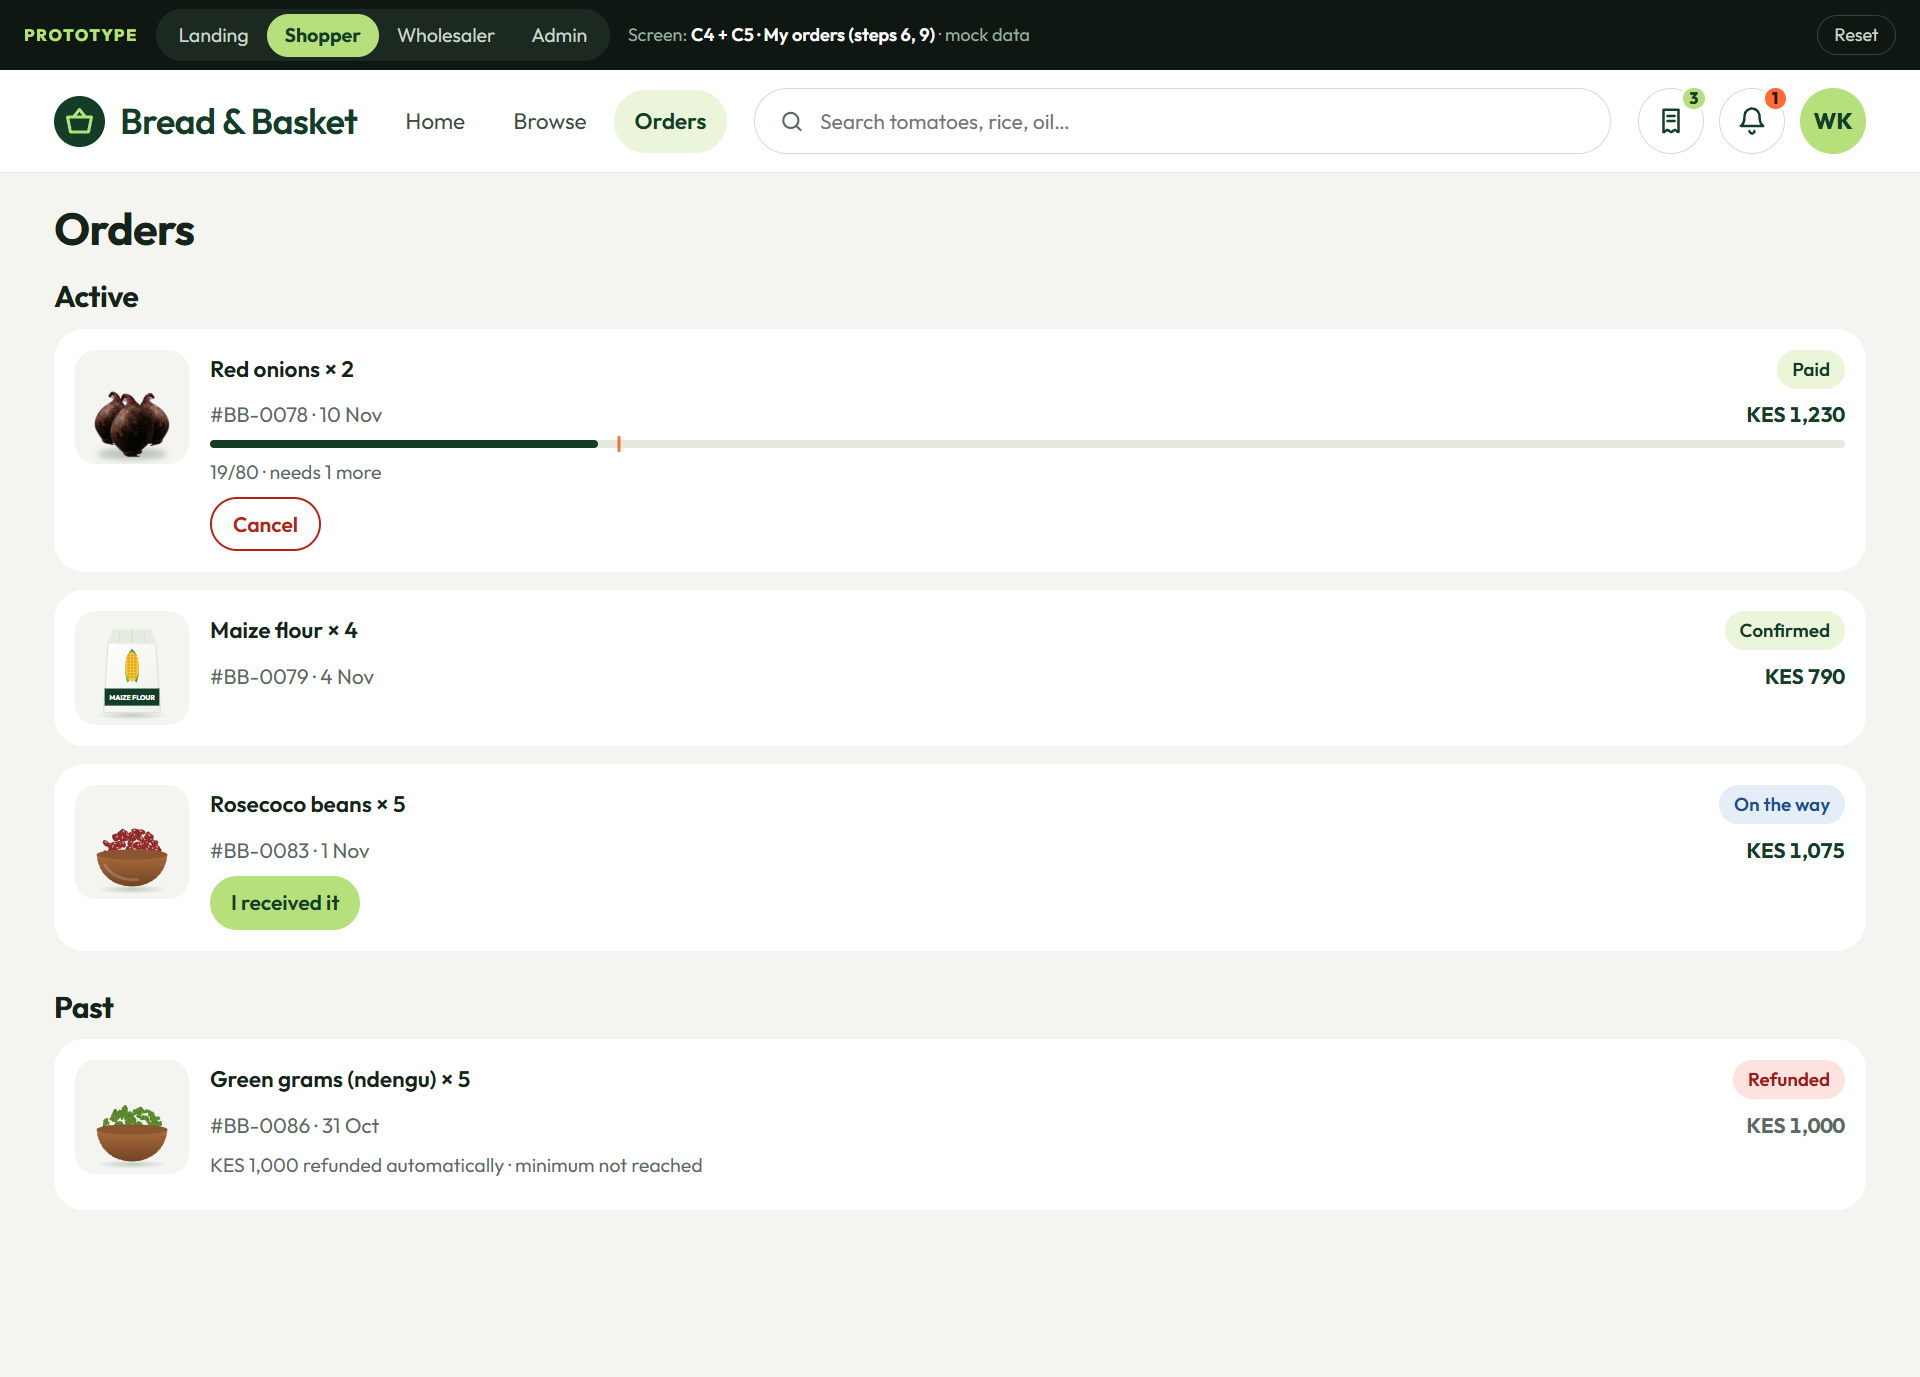 PROTOTYPE Landing Shopper Wholesaler Admin Screen: C4 + C5 · My orders (steps 6, 9) · mock data Reset
Bread & Basket Home Browse Orders Search tomatoes, rice, oil... 3 1 WK
Orders
Active
Red onions × 2 Paid
#BB-0078 · 10 Nov KES 1,230
19/80 · needs 1 more
Cancel
Maize flour × 4 Confirmed
#BB-0079 · 4 Nov KES 790
MAIZE FLOUR
Rosecoco beans × 5 On the way
#BB-0083 · 1 Nov KES 1,075
I received it
Past
Green grams (ndengu) × 5 Refunded
#BB-0086 · 31 Oct KES 1,000
KES 1,000 refunded automatically · minimum not reached